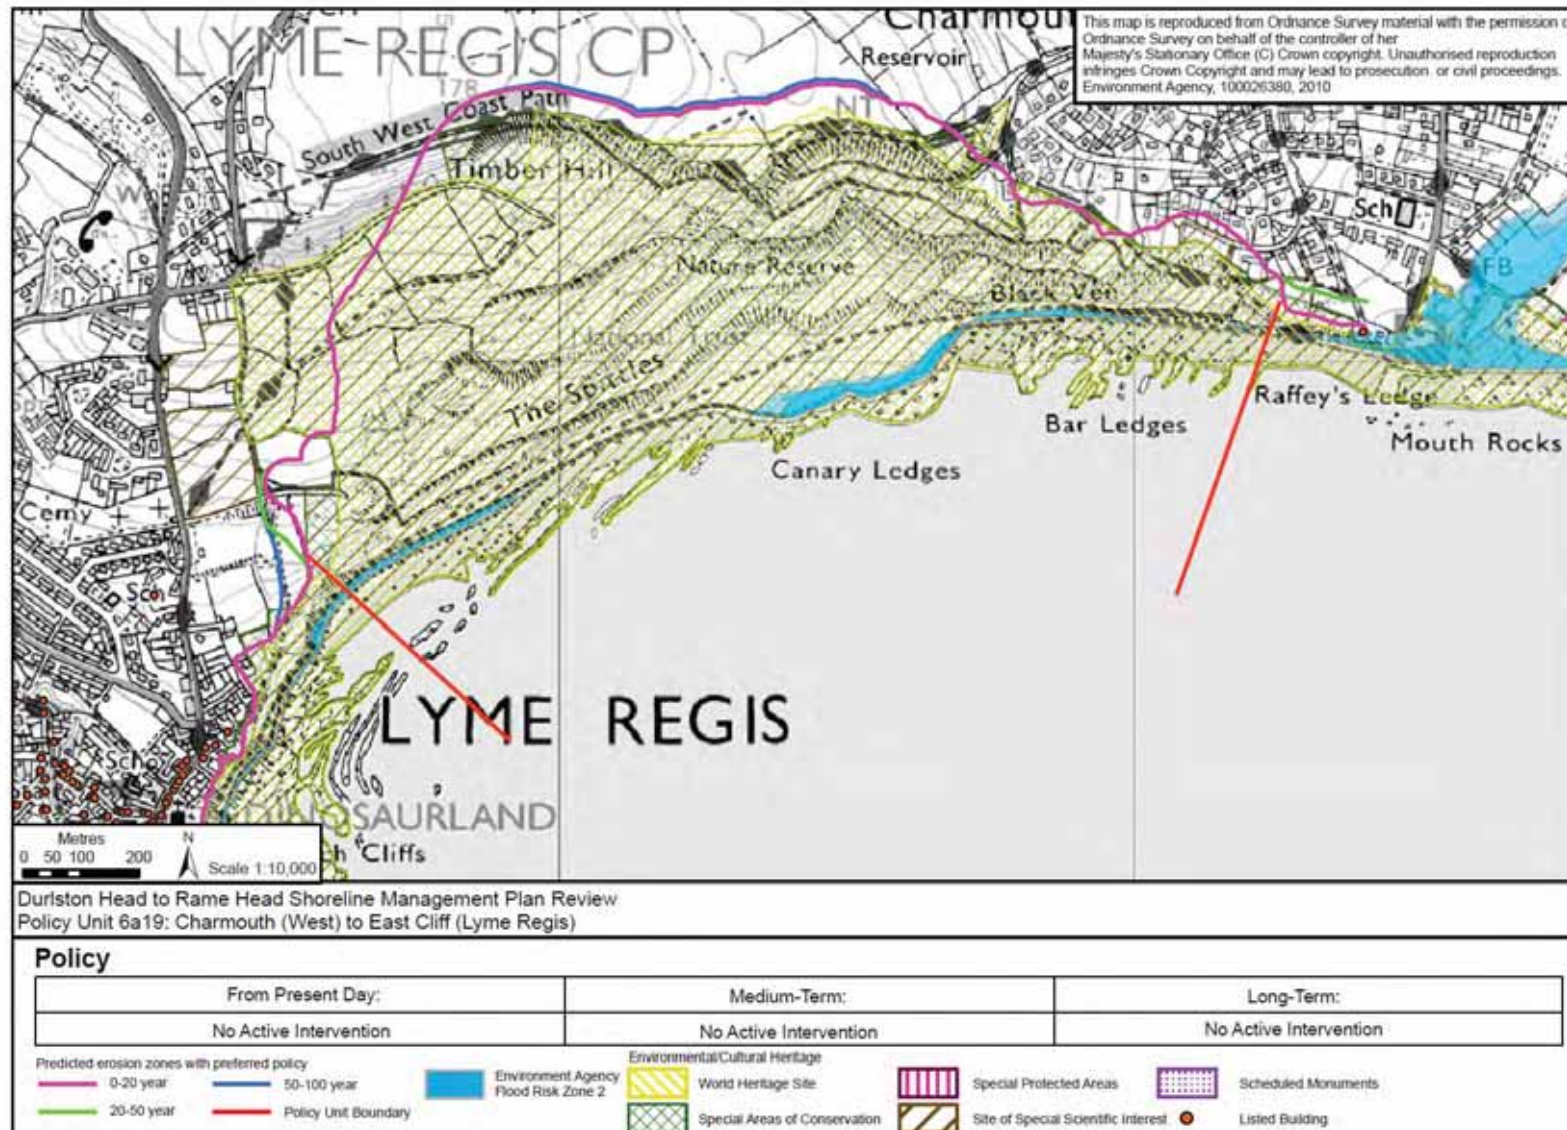 Charmou
This map is reproduced from Ordnance Survey material with the permission o
Ordnance Survey on behalf of the controller of her
Majesty's Stationary Office (C) Crown copyright. Unauthorised reproduction
infringes Crown Copyright and may lead to prosecution or civil proceedings.
Environment Agency, 100026380, 2010
LYME REGIS CP
Reservoir
178
South West Coast Path
NT
Timber Hill
Sch
Nature Reserve
FB
Black Ven
National Trust
The Spittles
Raffey's Ledge
Bar Ledges
Mouth Rocks
Canary Ledges
Cemy
Sch
LYME REGIS
Sch
DINOSAURLAND
ch Cliffs
Metres
0 50 100 200
N
Scale 1:10,000
Durlston Head to Rame Head Shoreline Management Plan Review
Policy Unit 6a19: Charmouth (West) to East Cliff (Lyme Regis)
Policy
From Present Day: Medium-Term: Long-Term:
No Active Intervention No Active Intervention No Active Intervention
Predicted erosion zones with preferred policy
0-20 year
50-100 year
20-50 year
Policy Unit Boundary
Environment Agency
Flood Risk Zone 2
Environmental/Cultural Heritage
World Heritage Site
Special Protected Areas
Scheduled Monuments
Special Areas of Conservation
Site of Special Scientific Interest
Listed Building